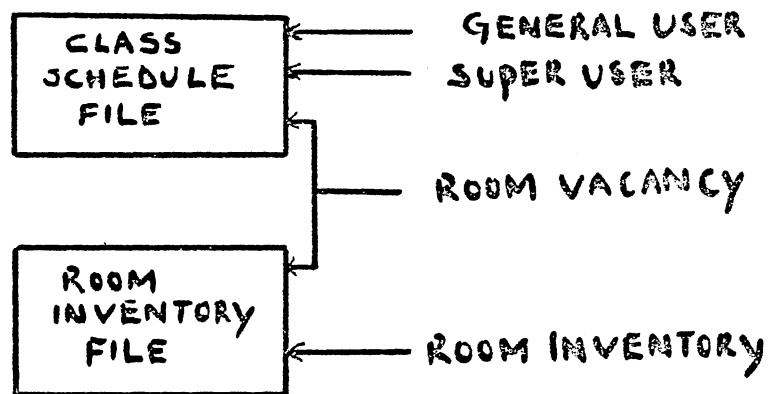 CLASS
SCHEDULE
FILE
GENERAL USER
SUPER USER
ROOM VACANCY
ROOM
INVENTORY
FILE
ROOM INVENTORY